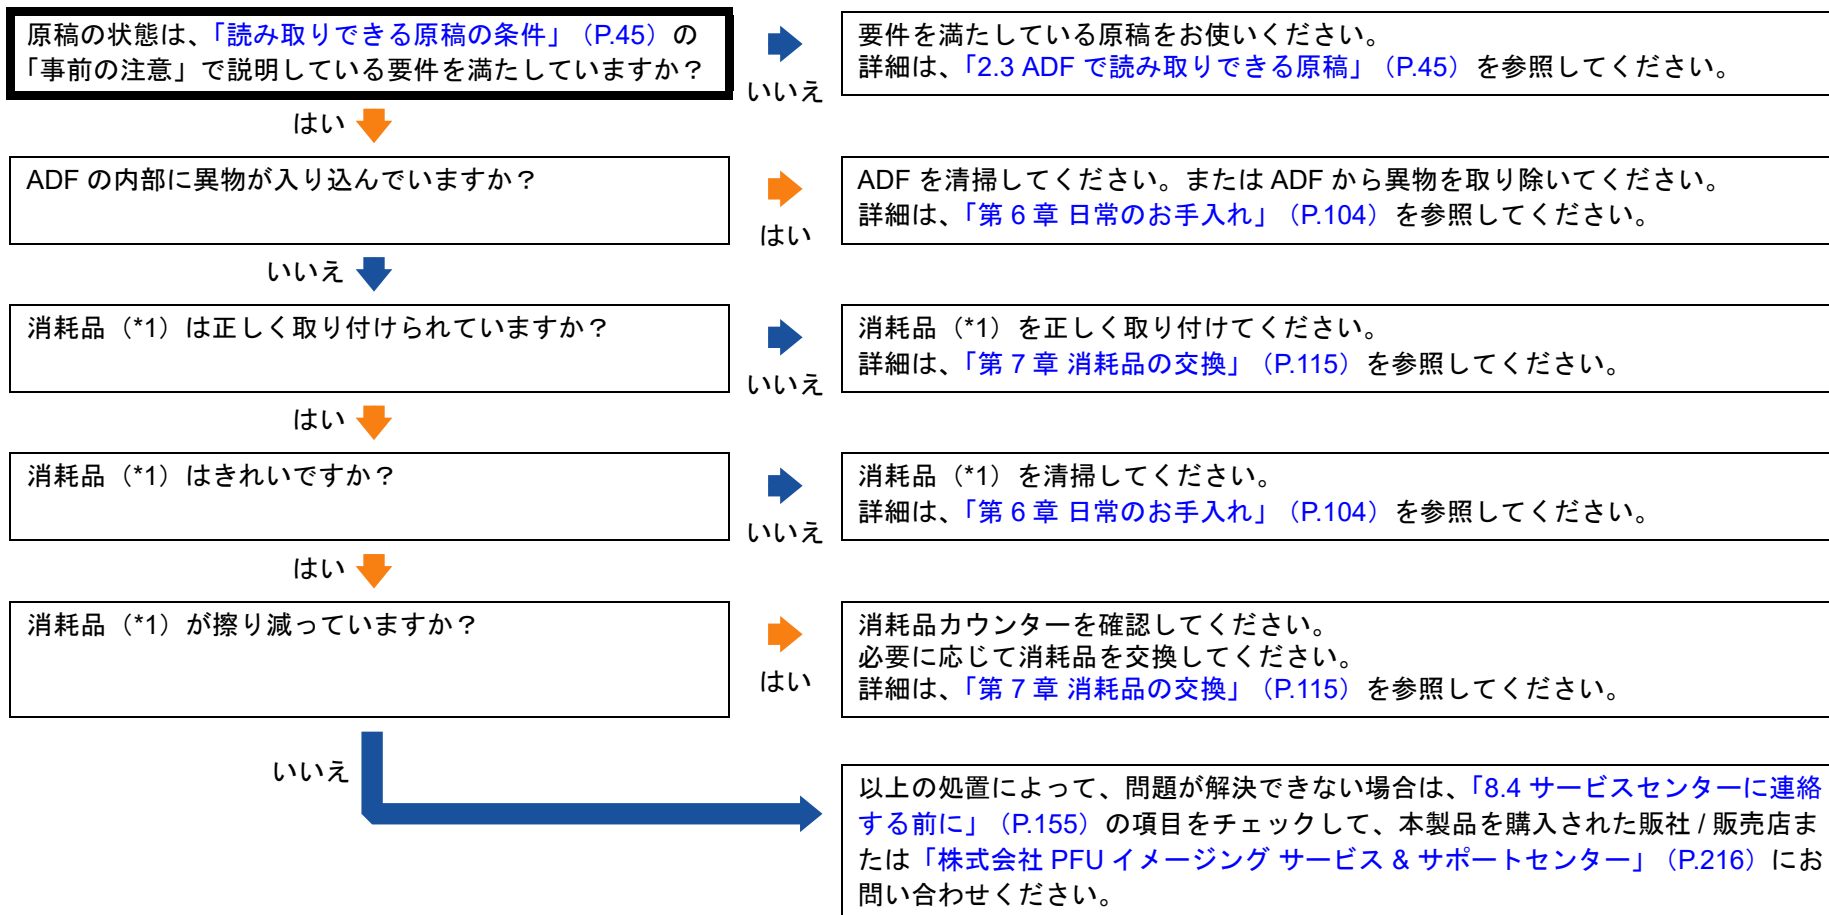 原稿の状態は、「読み取りできる原稿の条件」（P.45）の
「事前の注意」で説明している要件を満たしていますか？
いいえ
要件を満たしている原稿をお使いください。
詳細は、「2.3 ADF で読み取りできる原稿」（P.45）を参照してください。
はい
ADF の内部に異物が入り込んでいますか？
はい
ADF を清掃してください。または ADF から異物を取り除いてください。
詳細は、「第 6 章 日常のお手入れ」（P.104）を参照してください。
いいえ
消耗品（*1）は正しく取り付けられていますか？
いいえ
消耗品（*1）を正しく取り付けてください。
詳細は、「第 7 章 消耗品の交換」（P.115）を参照してください。
はい
消耗品（*1）はきれいですか？
いいえ
消耗品（*1）を清掃してください。
詳細は、「第 6 章 日常のお手入れ」（P.104）を参照してください。
はい
消耗品（*1）が擦り減っていますか？
はい
消耗品カウンターを確認してください。
必要に応じて消耗品を交換してください。
詳細は、「第 7 章 消耗品の交換」（P.115）を参照してください。
いいえ
以上の処置によって、問題が解決できない場合は、「8.4 サービスセンターに連絡
する前に」（P.155）の項目をチェックして、本製品を購入された販社 / 販売店ま
たは「株式会社 PFU イメージング サービス & サポートセンター」（P.216）にお
問い合わせください。